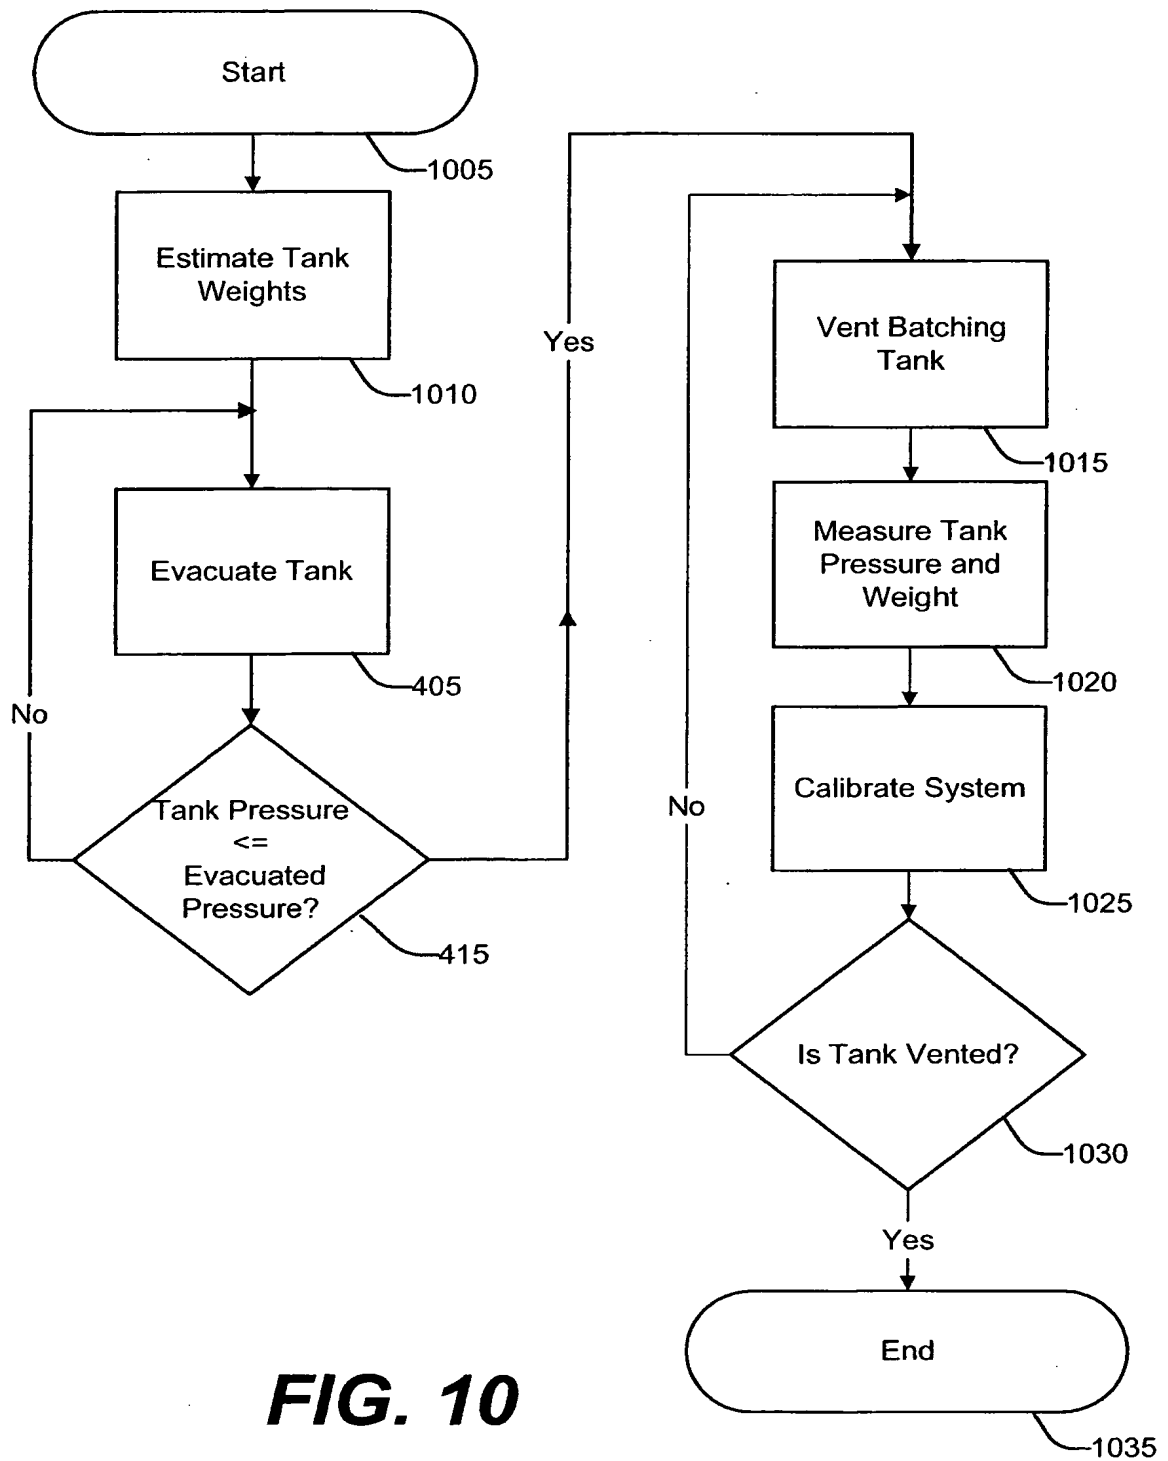 Start
1005
Estimate Tank
Weights
1010
Evacuate Tank
405
No
Tank Pressure
<=
Evacuated
Pressure?
415
Yes
Vent Batching
Tank
1015
Measure Tank
Pressure and
Weight
1020
Calibrate System
1025
No
Is Tank Vented?
1030
Yes
End
1035
FIG. 10